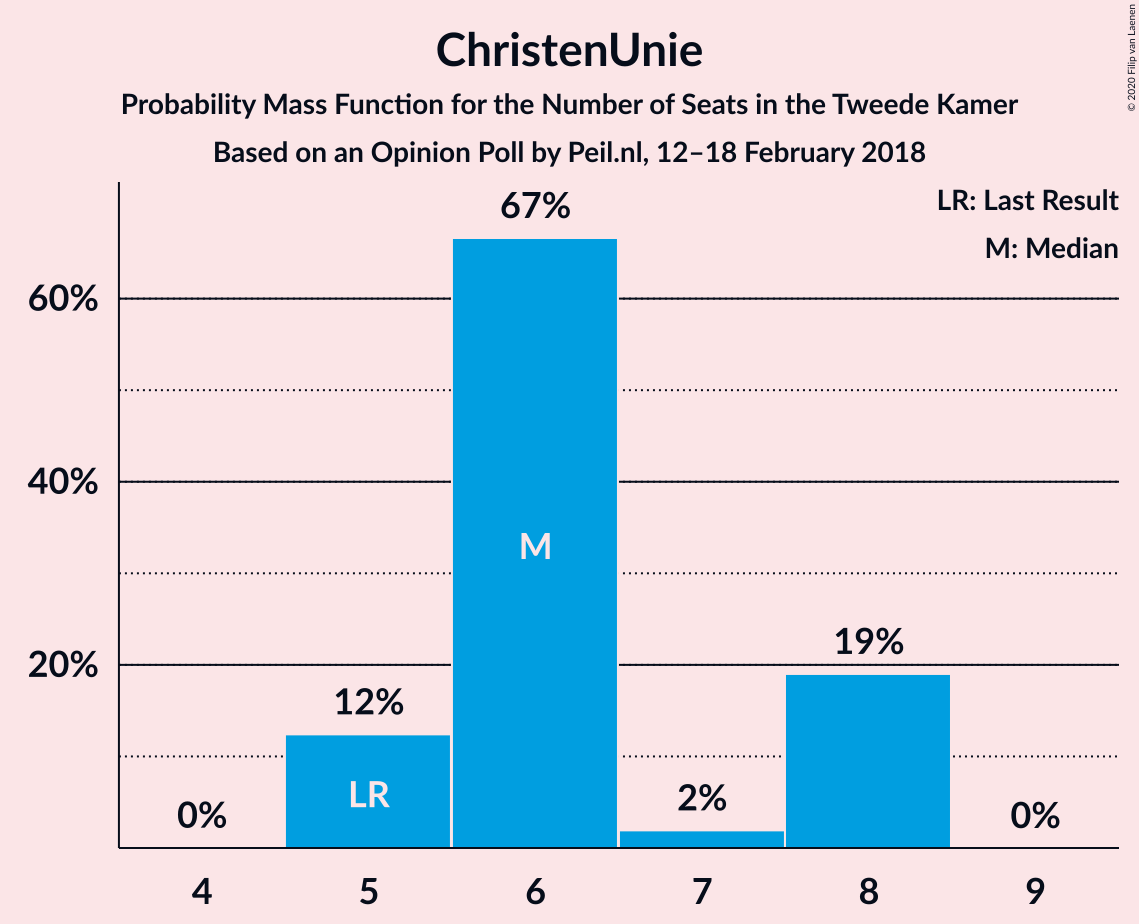 ChristenUnie
Probability Mass Function for the Number of Seats in the Tweede Kamer
Based on an Opinion Poll by Peil.nl, 12–18 February 2018
© 2020 Filip van Laenen
LR: Last Result
M: Median
67%
60%
40%
M
20%
19%
12%
LR
2%
0%
0%
4 5 6 7 8 9